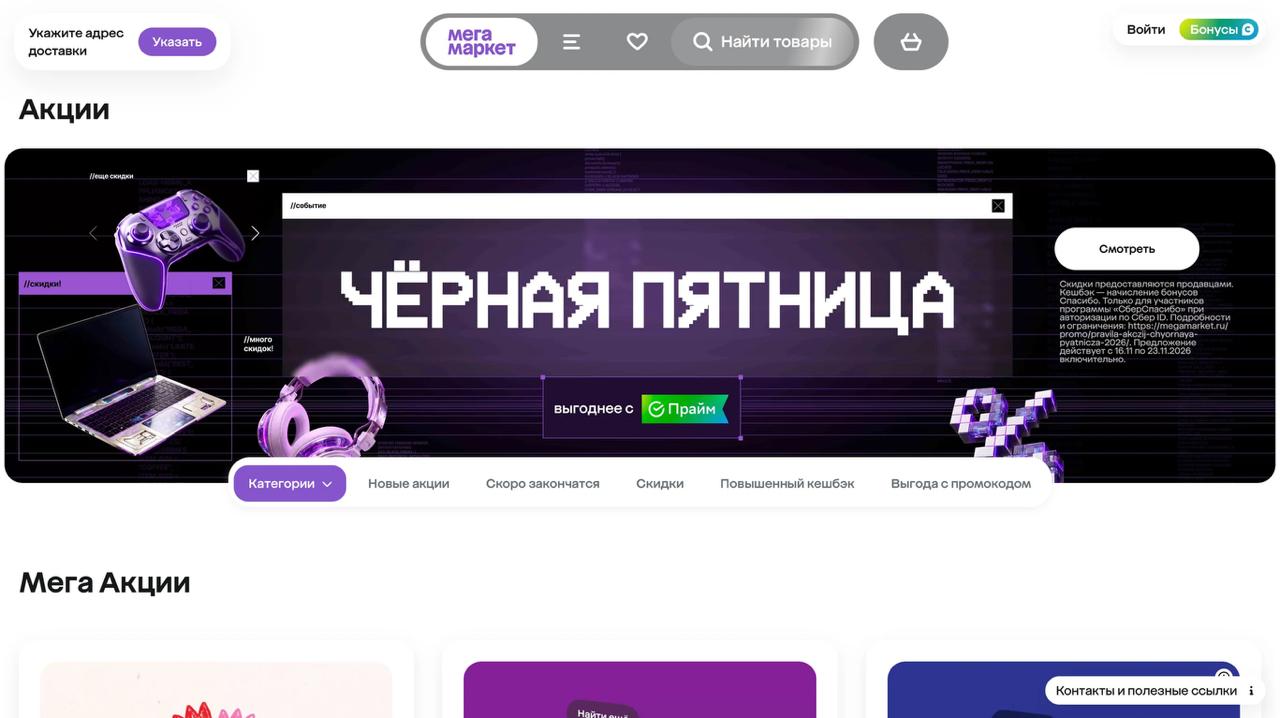 Укажите адрес
доставки
Указать
мега
маркет
Найти товары
Войти
Бонусы
Акции
//еще скидки
//событие
//скидки!
//много
скидок!
ЧЁРНАЯ ПЯТНИЦА
выгоднее с Прайм
Смотреть
Скидки предоставляются продавцами.
Кешбэк — начисление бонусов
Спасибо. Только для участников
программы «СберСпасибо» при
авторизации по Сбер ID. Подробности
и ограничения: https://megamarket.ru/
promo/pravila-akczij-chyornaya-
pyatnicza-2026/. Предложение
действует с 16.11 по 23.11.2026
включительно.
Категории
Новые акции
Скоро закончатся
Скидки
Повышенный кешбэк
Выгода с промокодом
Мега Акции
Найти ещё
Контакты и полезные ссылки